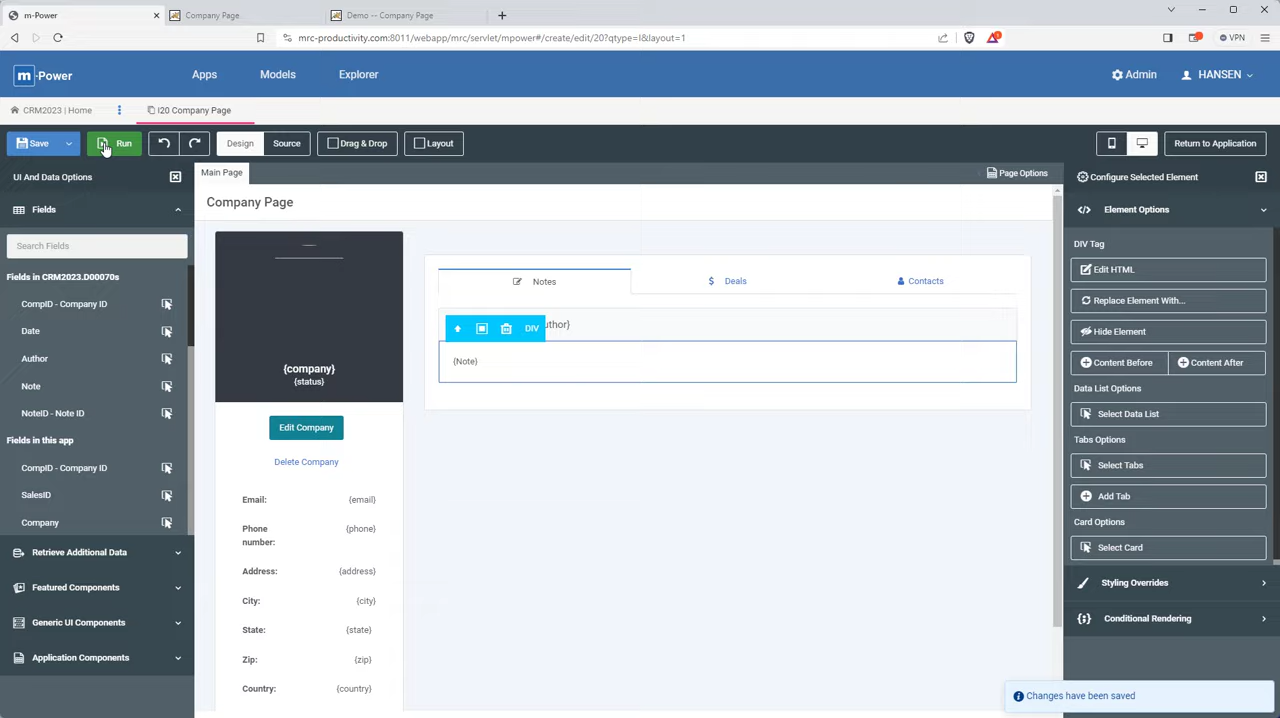 m-Power
Company Page
Demo -- Company Page
mrc-productivity.com:8011/webapp/mrc/servlet/mpower#/create/edit/20?qtype=I&layout=1
VPN
m -Power
Apps
Models
Explorer
Admin
HANSEN
CRM2023 | Home
I20 Company Page
Save
Run
Design
Source
Drag & Drop
Layout
Return to Application
UI And Data Options
Main Page
Page Options
Configure Selected Element
Fields
Search Fields
Fields in CRM2023.D00070s
CompID - Company ID
Date
Author
Note
NoteID - Note ID
Fields in this app
CompID - Company ID
SalesID
Company
Retrieve Additional Data
Featured Components
Generic UI Components
Application Components
Company Page
{company}
{status}
Edit Company
Delete Company
Email: {email}
Phone number: {phone}
Address: {address}
City: {city}
State: {state}
Zip: {zip}
Country: {country}
Notes
Deals
Contacts
DIV
uthor}
{Note}
Element Options
DIV Tag
Edit HTML
Replace Element With...
Hide Element
Content Before
Content After
Data List Options
Select Data List
Tabs Options
Select Tabs
Add Tab
Card Options
Select Card
Styling Overrides
Conditional Rendering
Changes have been saved